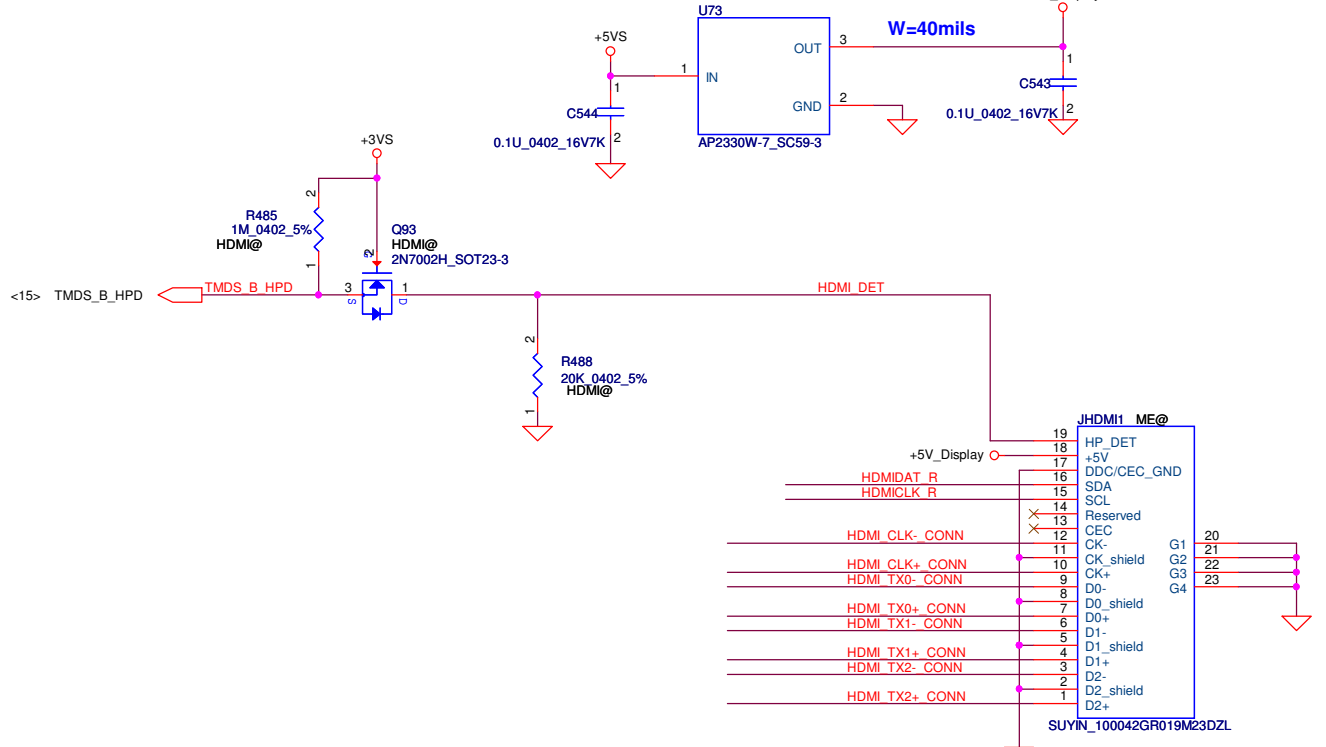 U73
W=40mils
+5VS
OUT
3
1
IN
1
1
C543
C544
GND
2
2
0.1U_0402_16V7K
2
0.1U_0402_16V7K
AP2330W-7_SC59-3
+3VS
2
R485
1M_0402_5%
HDMI@
1
Q93
HDMI@
2N7002H_SOT23-3
2
<15>
TMDS_B_HPD
TMDS_B_HPD
3
S
1
D
HDMI_DET
2
R488
20K_0402_5%
HDMI@
1
JHDMI1
ME@
19
HP_DET
+5V_Display
18
+5V
17
DDC/CEC_GND
HDMIDAT_R
16
SDA
HDMICLK_R
15
SCL
14
Reserved
13
CEC
HDMI_CLK-_CONN
12
CK-
G1
20
11
CK_shield
G2
21
HDMI_CLK+_CONN
10
CK+
G3
22
HDMI_TX0-_CONN
9
D0-
G4
23
8
D0_shield
HDMI_TX0+_CONN
7
D0+
HDMI_TX1-_CONN
6
D1-
5
D1_shield
HDMI_TX1+_CONN
4
D1+
HDMI_TX2-_CONN
3
D2-
2
D2_shield
HDMI_TX2+_CONN
1
D2+
SUYIN_100042GR019M23DZL